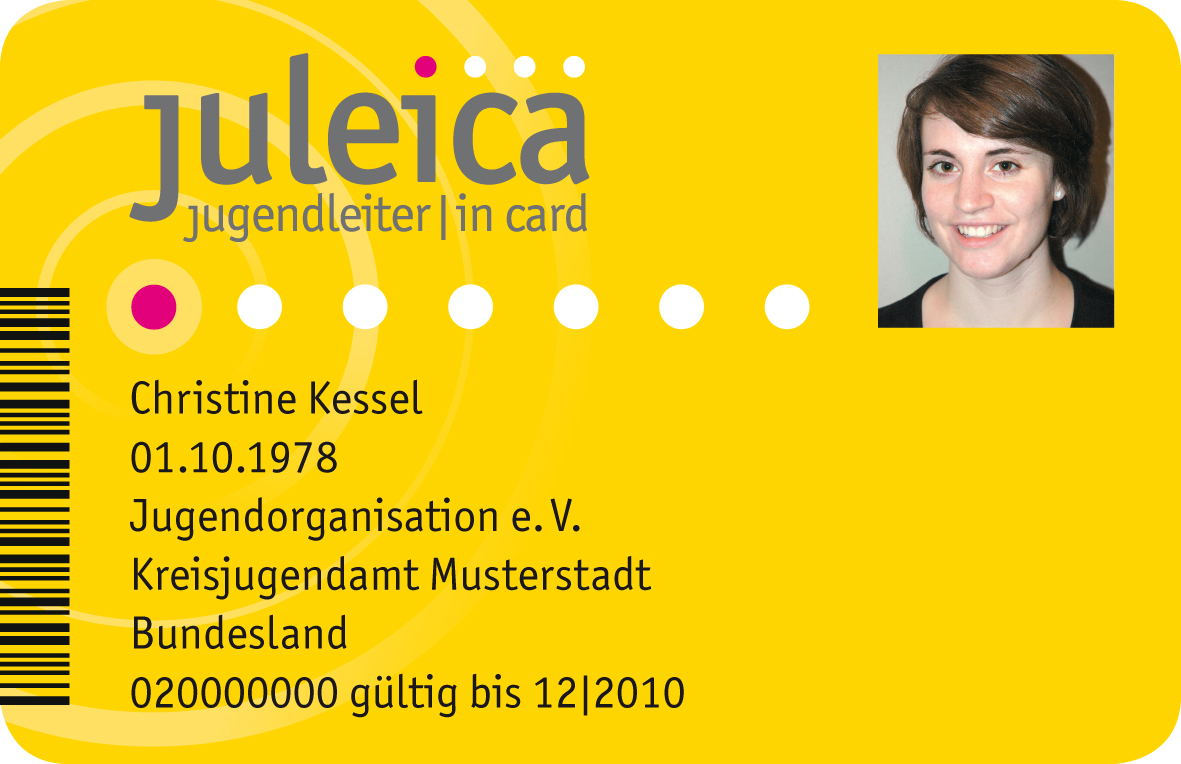 juleica
jugendleiter|in card
Christine Kessel
01.10.1978
Jugendorganisation e. V.
Kreisjugendamt Musterstadt
Bundesland
020000000 gültig bis 12|2010